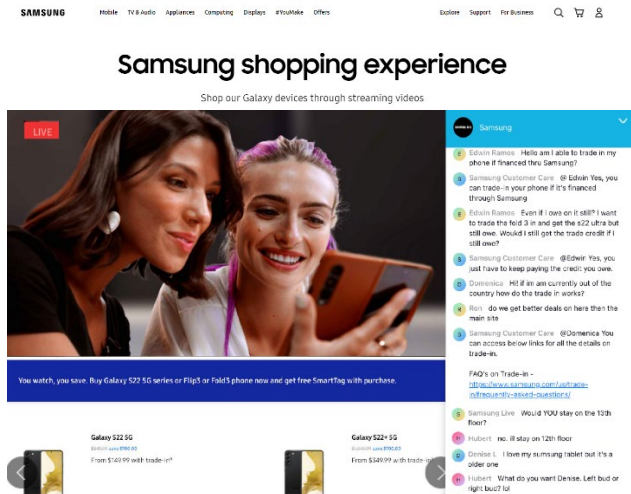 SAMSUNG
Mobile TV & Audio Appliances Computing Displays #YouMake Offers
Explore Support For Business
Samsung shopping experience
Shop our Galaxy devices through streaming videos
LIVE
Samsung
Edwin Ramos Hello am I able to trade in my
phone if financed thru Samsung?
Samsung Customer Care @ Edwin Yes, you
can trade-in your phone if it's financed
through Samsung
Edwin Ramos Even if I owe on it still? I want
to trade the fold 3 in and get the s22 ultra but
still owe. Would I still get the trade credit if I
still owe?
Samsung Customer Care @Edwin Yes, you
just have to keep paying the credit you owe.
Domenica Hi! if im am currently out of the
country how do the trade in works?
Ron do we get better deals on here then the
main site
Samsung Customer Care @Domenica You
can access below links for all the details on
trade-in.
FAQ's on Trade-in -
https://www.samsung.com/us/trade-
in/frequently-asked-questions/
Samsung Live Would YOU stay on the 13th
floor?
Hubert no. ill stay on 12th floor
Denise L I love my sumsung tablet but it's a
older one
Hubert What do you want Denise. Left bud or
right bud? lol
You watch, you save. Buy Galaxy S22 5G series or Flip3 or Fold3 phone now and get free SmartTag with purchase.
Galaxy S22 5G
From $149.99 with trade-in*
Galaxy S22+ 5G
From $349.99 with trade-in*